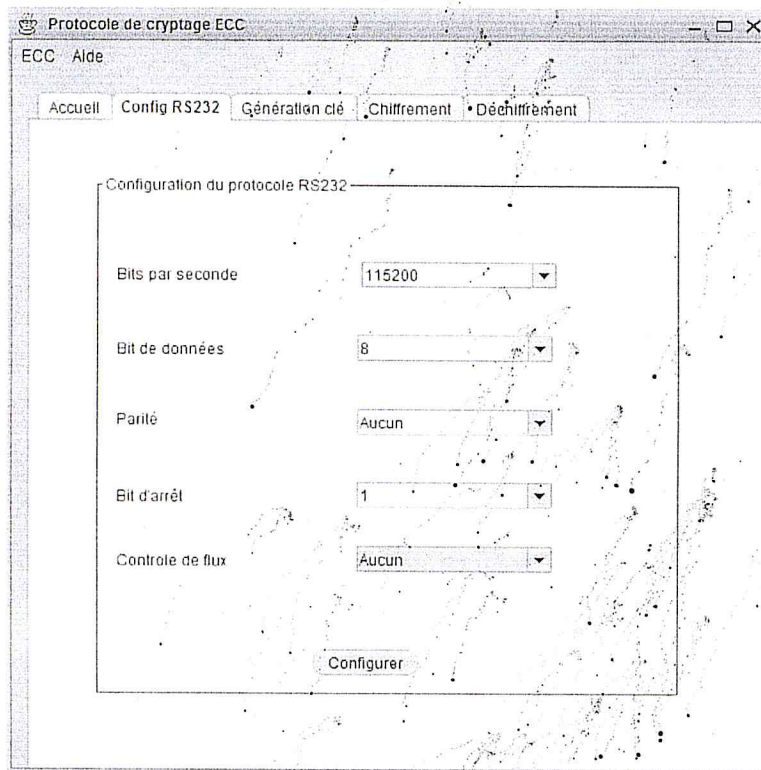 Protocole de cryptage ECC
ECC Aide
Accueil Config RS232 Génération clé Chiffrement Déchiffrement
Configuration du protocole RS232
Bits par seconde 115200
Bit de données 8
Parité Aucun
Bit d'arrêt 1
Controle de flux Aucun
Configurer